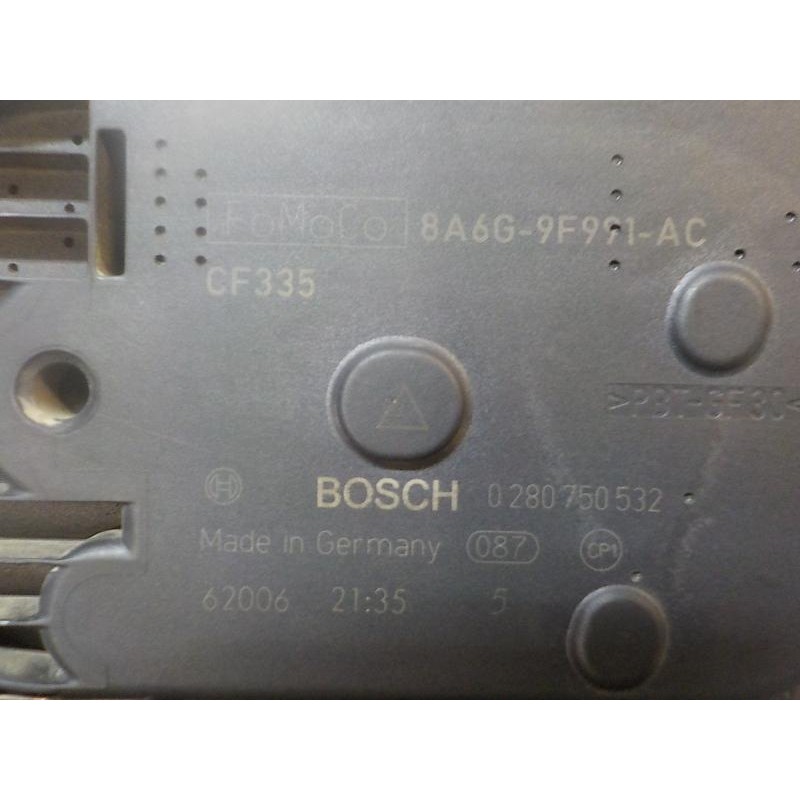 FoMoCo 8A6G-9F991-AC
CF335
>PBT-GF30<
BOSCH 0 280 750 532
Made in Germany 087 CP1
62006 21:35 5